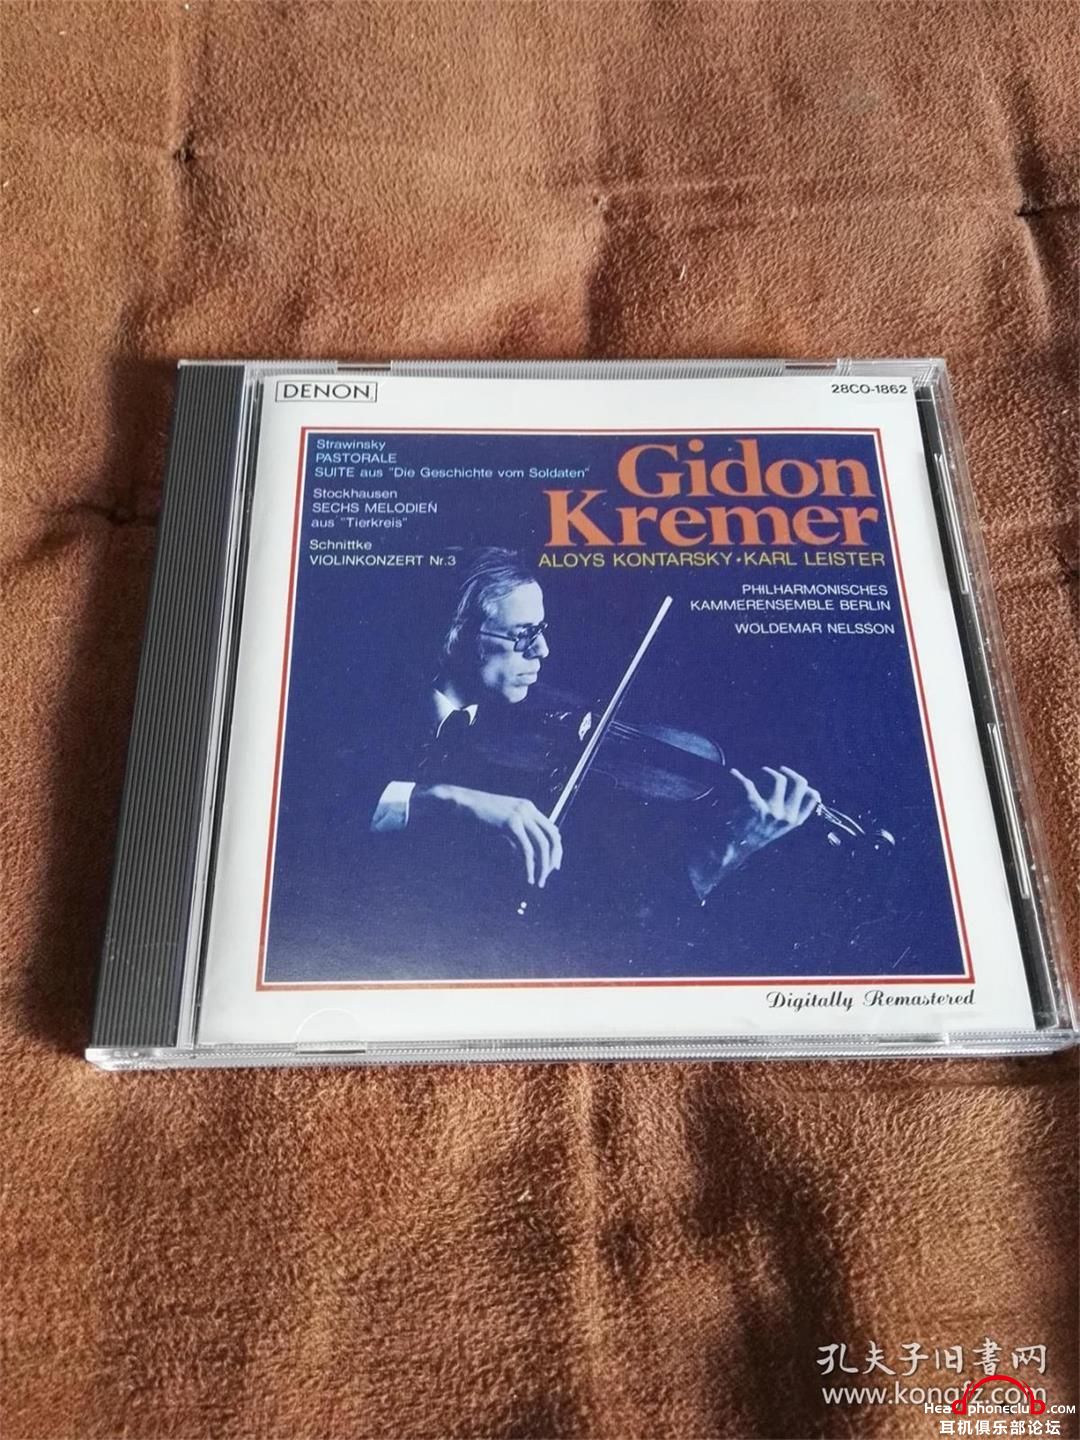 DENON
28CO-1862
Strawinsky
PASTORALE
SUITE aus "Die Geschichte vom Soldaten"
Stockhausen
SECHS MELODIEN
aus "Tierkreis"
Schnittke
VIOLINKONZERT Nr.3
Gidon
Kremer
ALOYS KONTARSKY・KARL LEISTER
PHILHARMONISCHES
KAMMERENSEMBLE BERLIN
WOLDEMAR NELSSON
Digitally Remastered
孔夫子旧書网
www.kongfz.com
Headphoneclub.com
耳机俱乐部论坛